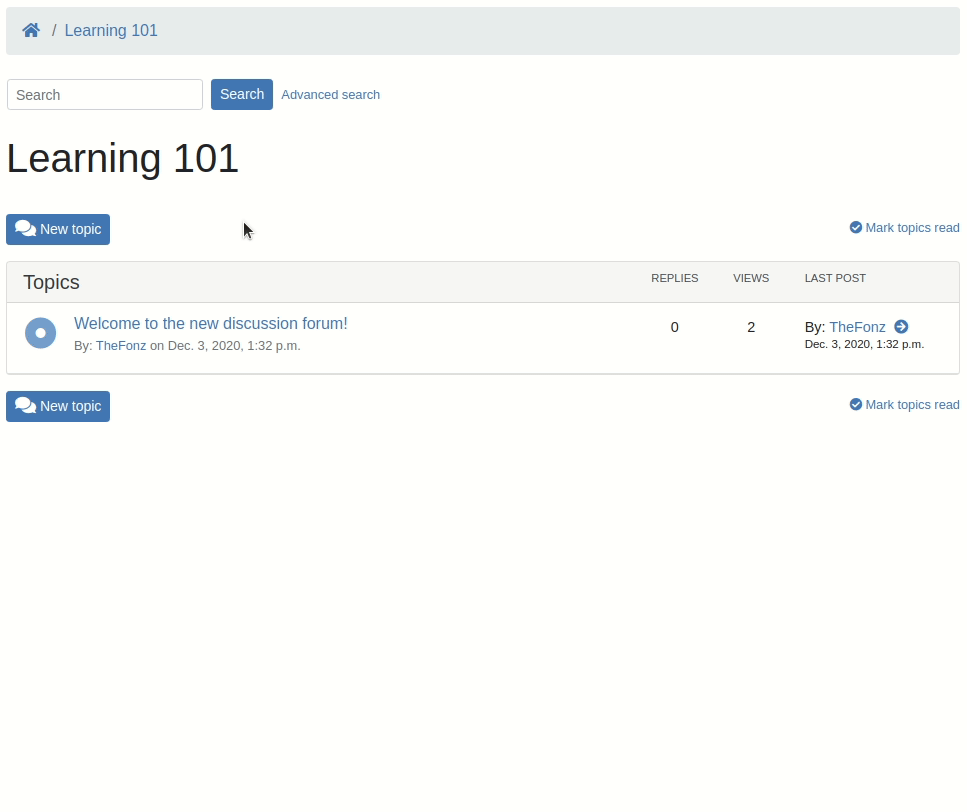 / Learning 101
Search Search Advanced search
Learning 101
New topic Mark topics read
Topics REPLIES VIEWS LAST POST
Welcome to the new discussion forum! 0 2 By: TheFonz
By: TheFonz on Dec. 3, 2020, 1:32 p.m. Dec. 3, 2020, 1:32 p.m.
New topic Mark topics read